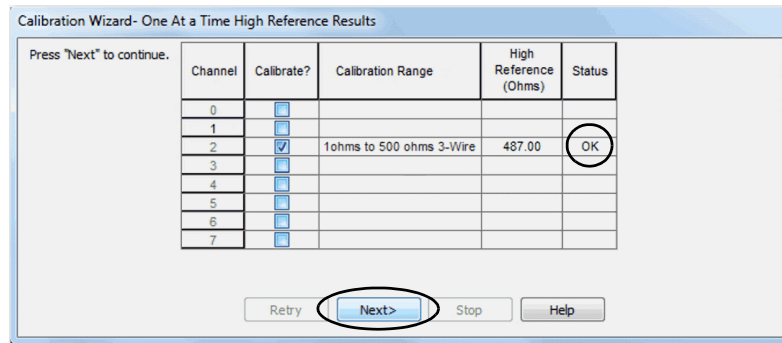 Calibration Wizard- One At a Time High Reference Results
Press "Next" to continue.
Channel Calibrate? Calibration Range High Reference (Ohms) Status
0
1
2 1ohms to 500 ohms 3-Wire 487.00 OK
3
4
5
6
7
Retry Next> Stop Help